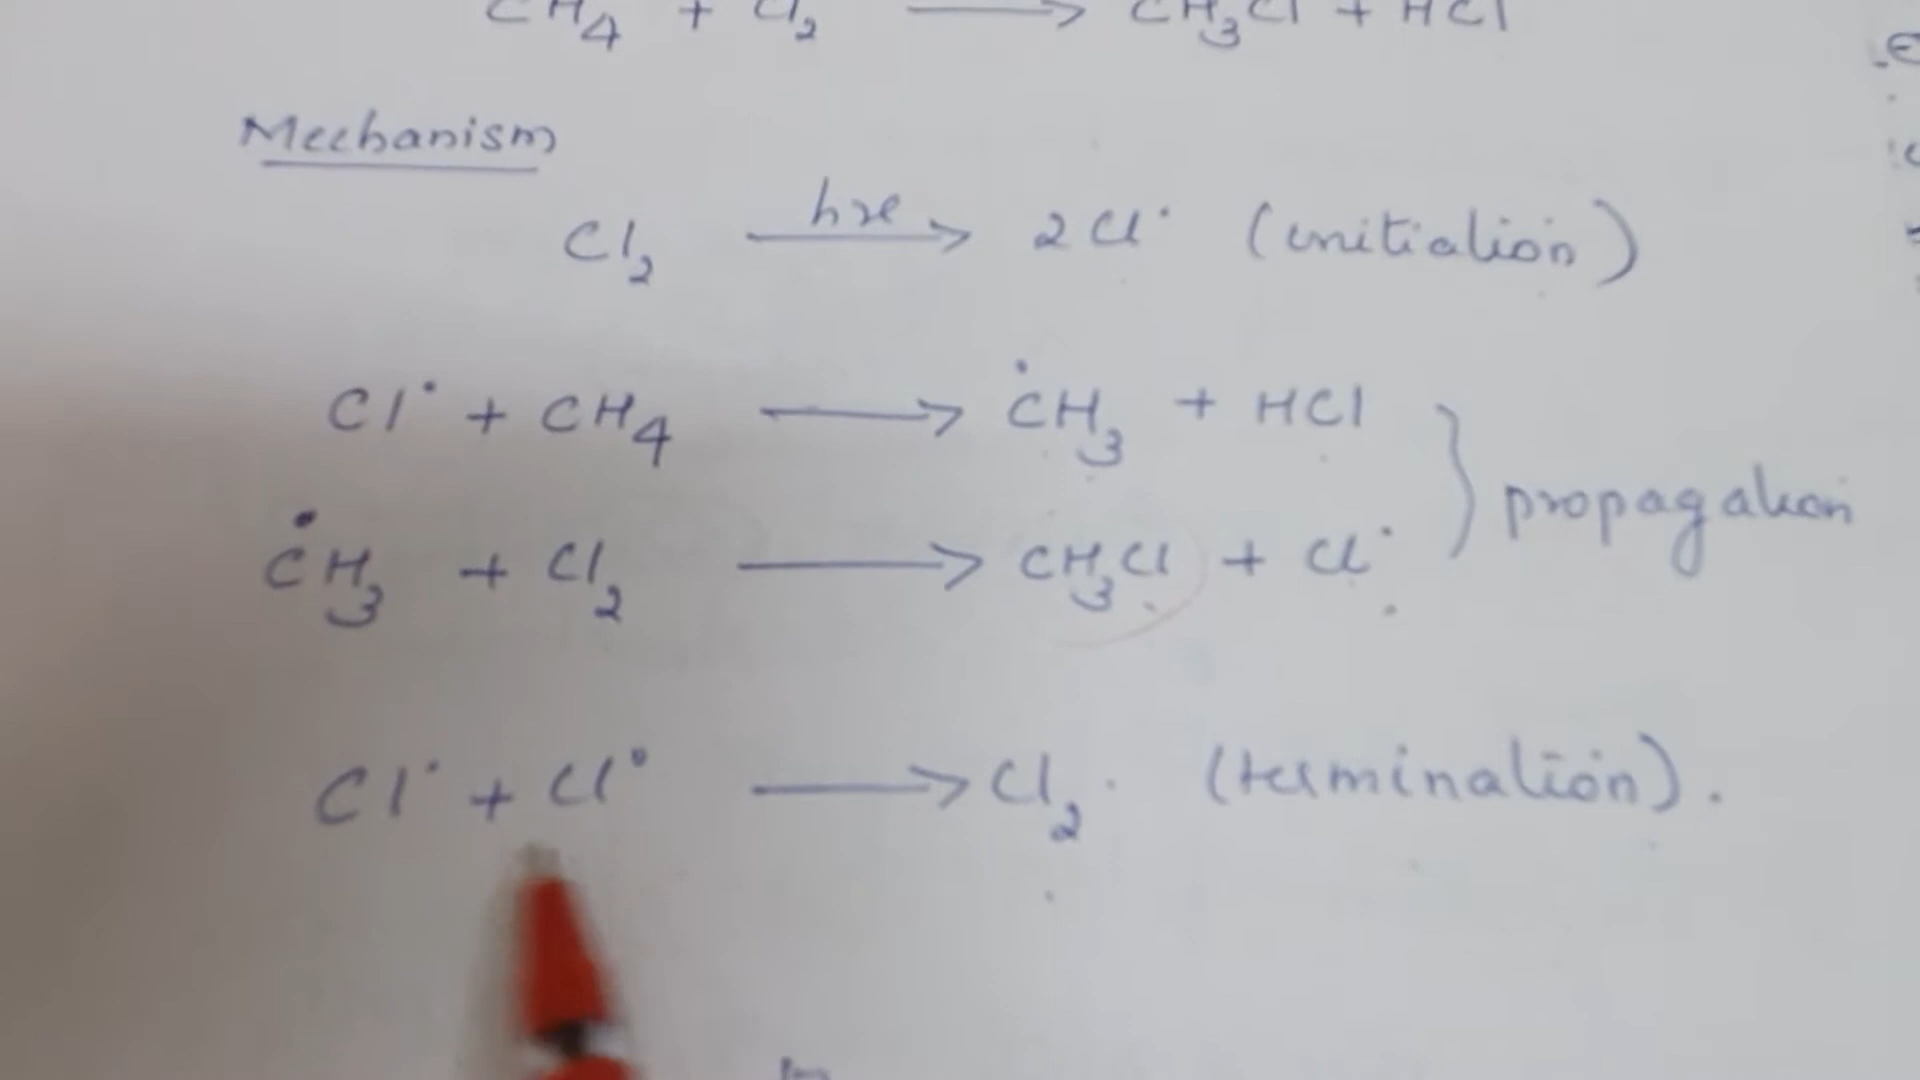 CH₄ + Cl₂ ⟶ CH₃Cl + HCl
Mechanism
Cl₂ ⟶ 2Cl˙ (initiation)
Cl˙ + CH₄ ⟶ ĊH₃ + HCl
ĊH₃ + Cl₂ ⟶ CH₃Cl + Cl˙
} propagation
Cl˙ + Cl˙ ⟶ Cl₂. (termination).